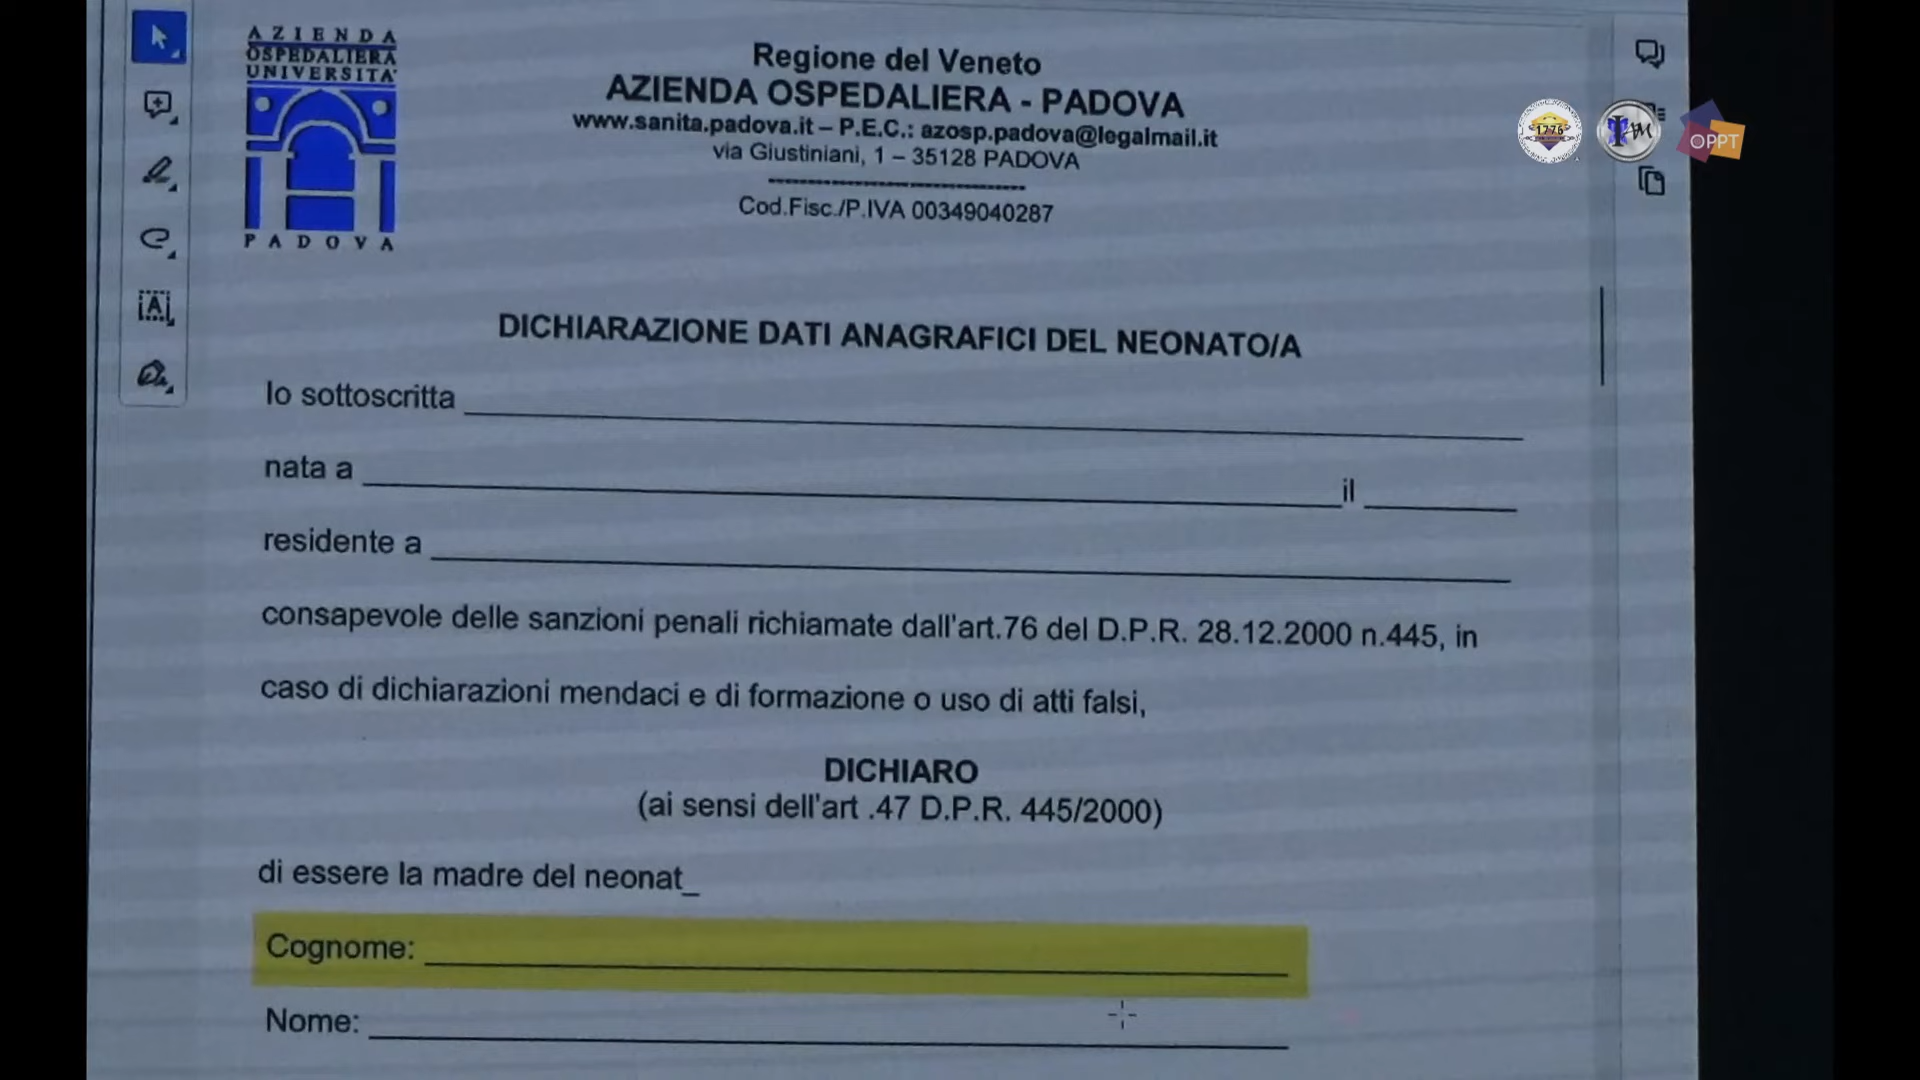 AZIENDA
OSPEDALIERA
UNIVERSITA'
PADOVA
Regione del Veneto
AZIENDA OSPEDALIERA - PADOVA
www.sanita.padova.it – P.E.C.: azosp.padova@legalmail.it
via Giustiniani, 1 – 35128 PADOVA
Cod.Fisc./P.IVA 00349040287
1776
TM
OPPT
DICHIARAZIONE DATI ANAGRAFICI DEL NEONATO/A
Io sottoscritta
nata a il
residente a
consapevole delle sanzioni penali richiamate dall'art.76 del D.P.R. 28.12.2000 n.445, in
caso di dichiarazioni mendaci e di formazione o uso di atti falsi,
DICHIARO
(ai sensi dell'art .47 D.P.R. 445/2000)
di essere la madre del neonat_
Cognome:
Nome: